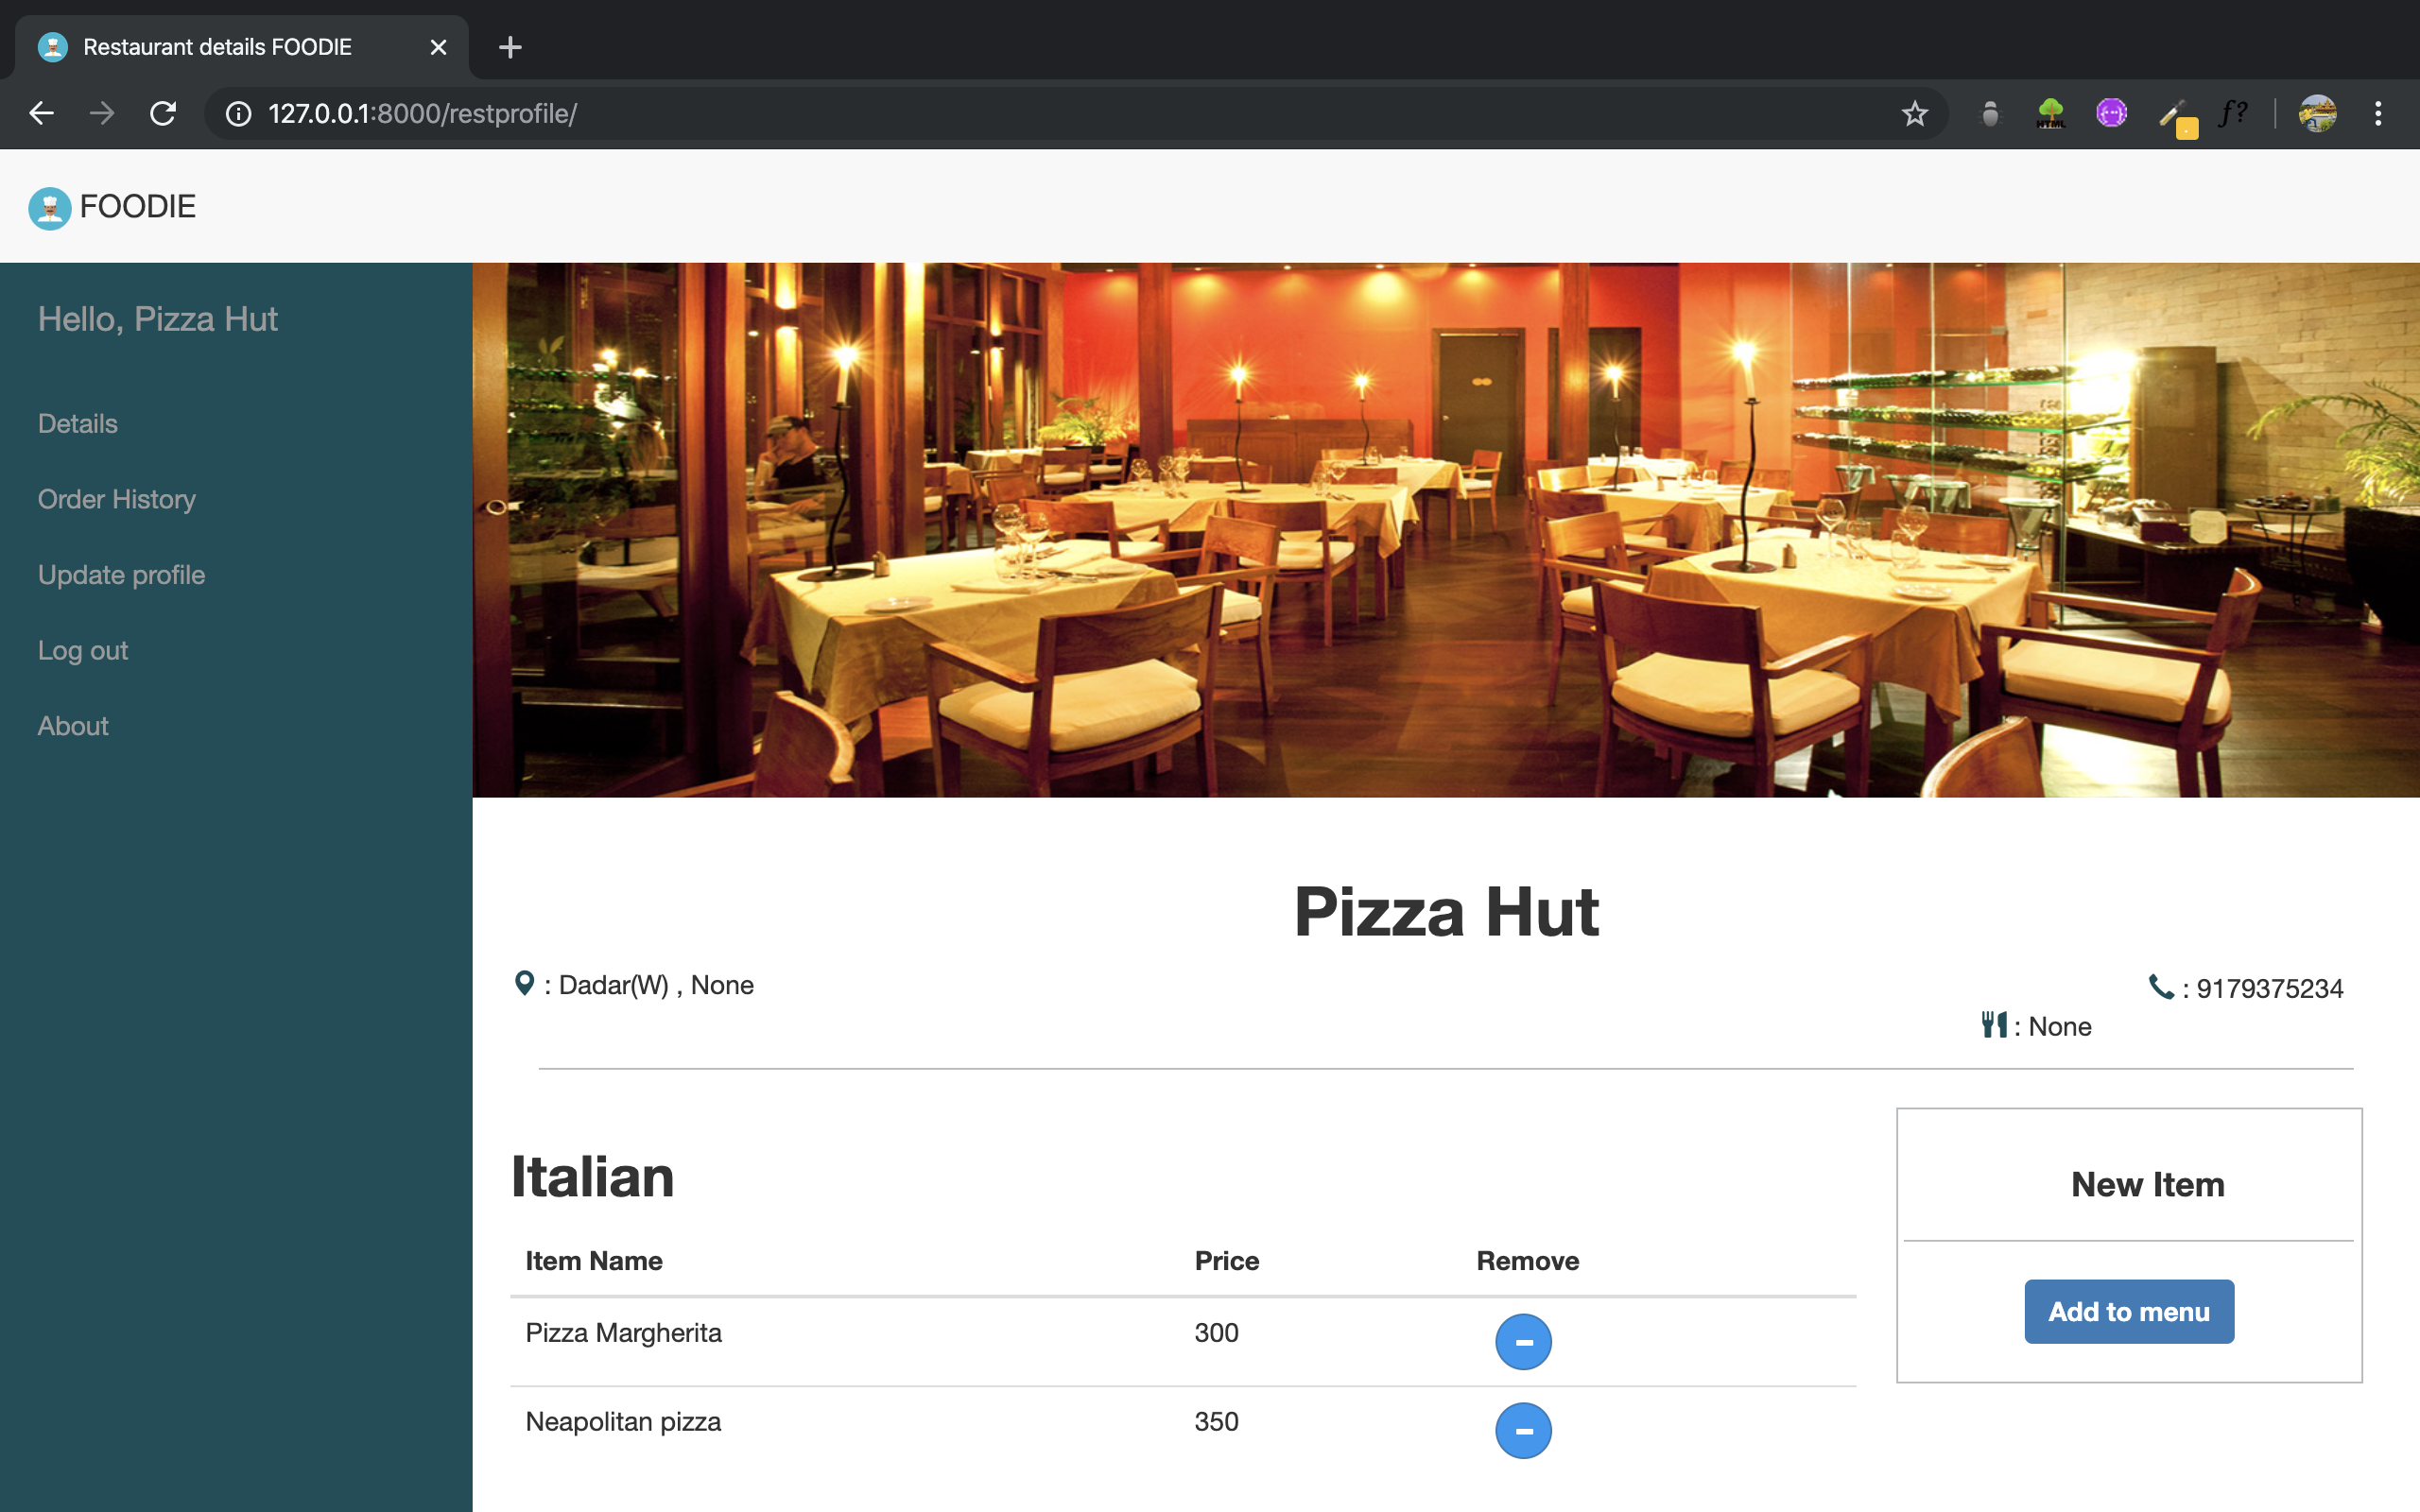 Restaurant details FOODIE
127.0.0.1:8000/restprofile/
HTML
f?
FOODIE
Hello, Pizza Hut
Details
Order History
Update profile
Log out
About
Pizza Hut
: Dadar(W) , None
: 9179375234
: None
Italian
New Item
Item Name Price Remove
Add to menu
Pizza Margherita 300
Neapolitan pizza 350